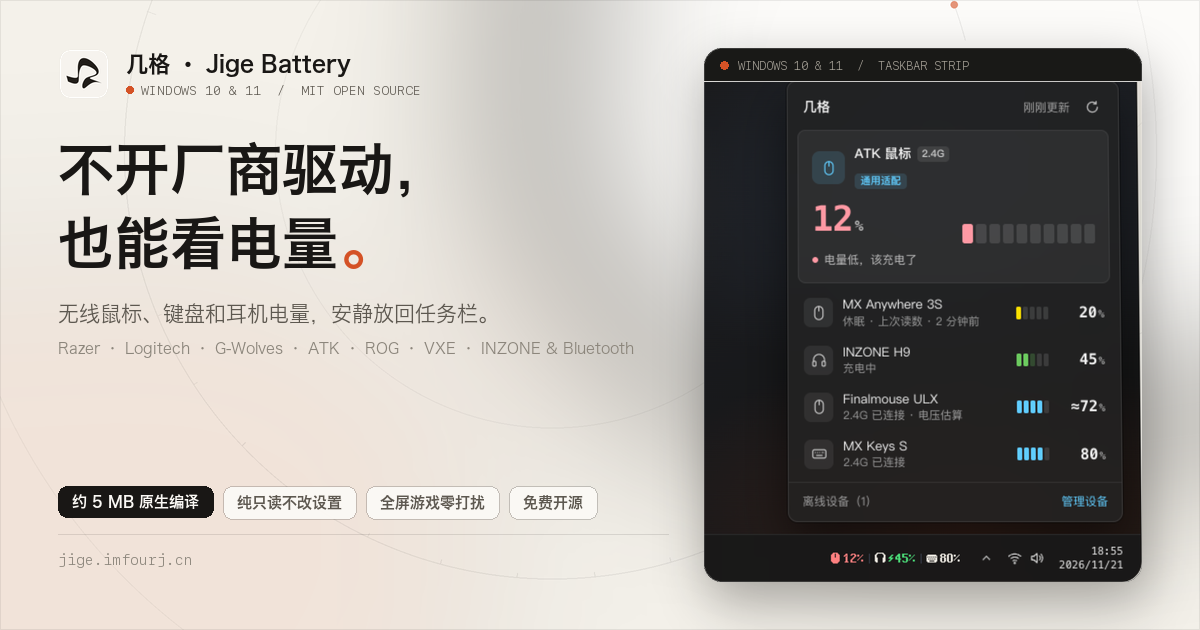 几格 · Jige Battery
WINDOWS 10 & 11 / MIT OPEN SOURCE
不开厂商驱动，
也能看电量。
无线鼠标、键盘和耳机电量，安静放回任务栏。
Razer · Logitech · G-Wolves · ATK · ROG · VXE · INZONE & Bluetooth
约 5 MB 原生编译
纯只读不改设置
全屏游戏零打扰
免费开源
jige.imfourj.cn
WINDOWS 10 & 11 / TASKBAR STRIP
几格 刚刚更新
ATK 鼠标 2.4G
通用适配
12%
电量低，该充电了
MX Anywhere 3S
休眠 · 上次读数 · 2 分钟前
20%
INZONE H9
充电中
45%
Finalmouse ULX
2.4G 已连接 · 电压估算
≈72%
MX Keys S
2.4G 已连接
80%
离线设备 (1) 管理设备
12% 45% 80%
18:55
2026/11/21